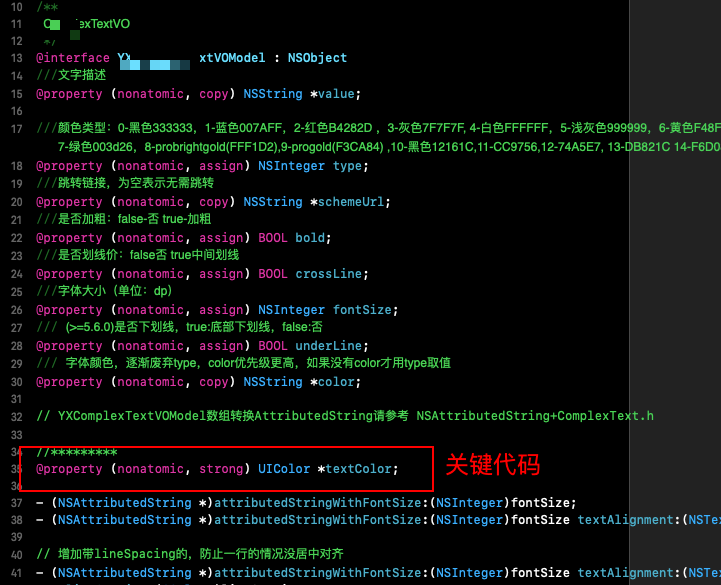 10 /**
11 exTextVO
12 */
13 @interface xtVOModel : NSObject
14 ///文字描述
15 @property (nonatomic, copy) NSString *value;
16
17 ///颜色类型：0-黑色333333，1-蓝色007AFF，2-红色B4282D ，3-灰色7F7F7F, 4-白色FFFFFF，5-浅灰色999999，6-黄色F48F
7-绿色003d26，8-probrightgold(FFF1D2),9-progold(F3CA84) ,10-黑色12161C,11-CC9756,12-74A5E7, 13-DB821C 14-F6D0
18 @property (nonatomic, assign) NSInteger type;
19 ///跳转链接，为空表示无需跳转
20 @property (nonatomic, copy) NSString *schemeUrl;
21 ///是否加粗：false-否 true-加粗
22 @property (nonatomic, assign) BOOL bold;
23 ///是否划线价：false否 true中间划线
24 @property (nonatomic, assign) BOOL crossLine;
25 ///字体大小（单位：dp）
26 @property (nonatomic, assign) NSInteger fontSize;
27 /// (>=5.6.0)是否下划线，true:底部下划线，false:否
28 @property (nonatomic, assign) BOOL underLine;
29 /// 字体颜色，逐渐废弃type，color优先级更高，如果没有color才用type取值
30 @property (nonatomic, copy) NSString *color;
31
32 // YXComplexTextVOModel数组转换AttributedString请参考 NSAttributedString+ComplexText.h
33
34 //*********
35 @property (nonatomic, strong) UIColor *textColor; 关键代码
36
37 - (NSAttributedString *)attributedStringWithFontSize:(NSInteger)fontSize;
38 - (NSAttributedString *)attributedStringWithFontSize:(NSInteger)fontSize textAlignment:(NSTex
39
40 // 增加带lineSpacing的，防止一行的情况没居中对齐
41 - (NSAttributedString *)attributedStringWithFontSize:(NSInteger)fontSize textAlignment:(NSTex